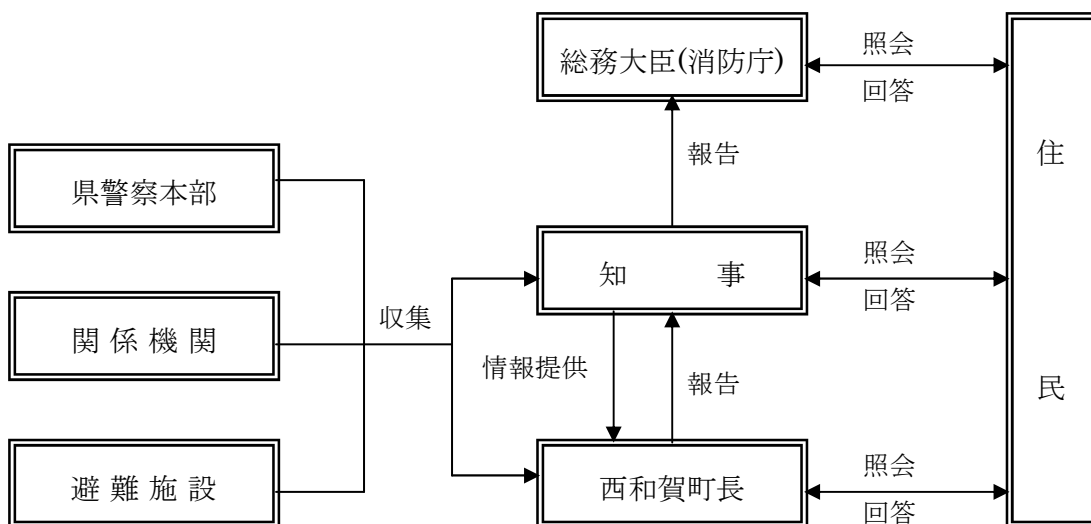 総務大臣(消防庁)
照会
回答
報告
県警察本部
知 事
照会
回答
関係機関
収集
情報提供
報告
避難施設
西和賀町長
照会
回答
住民